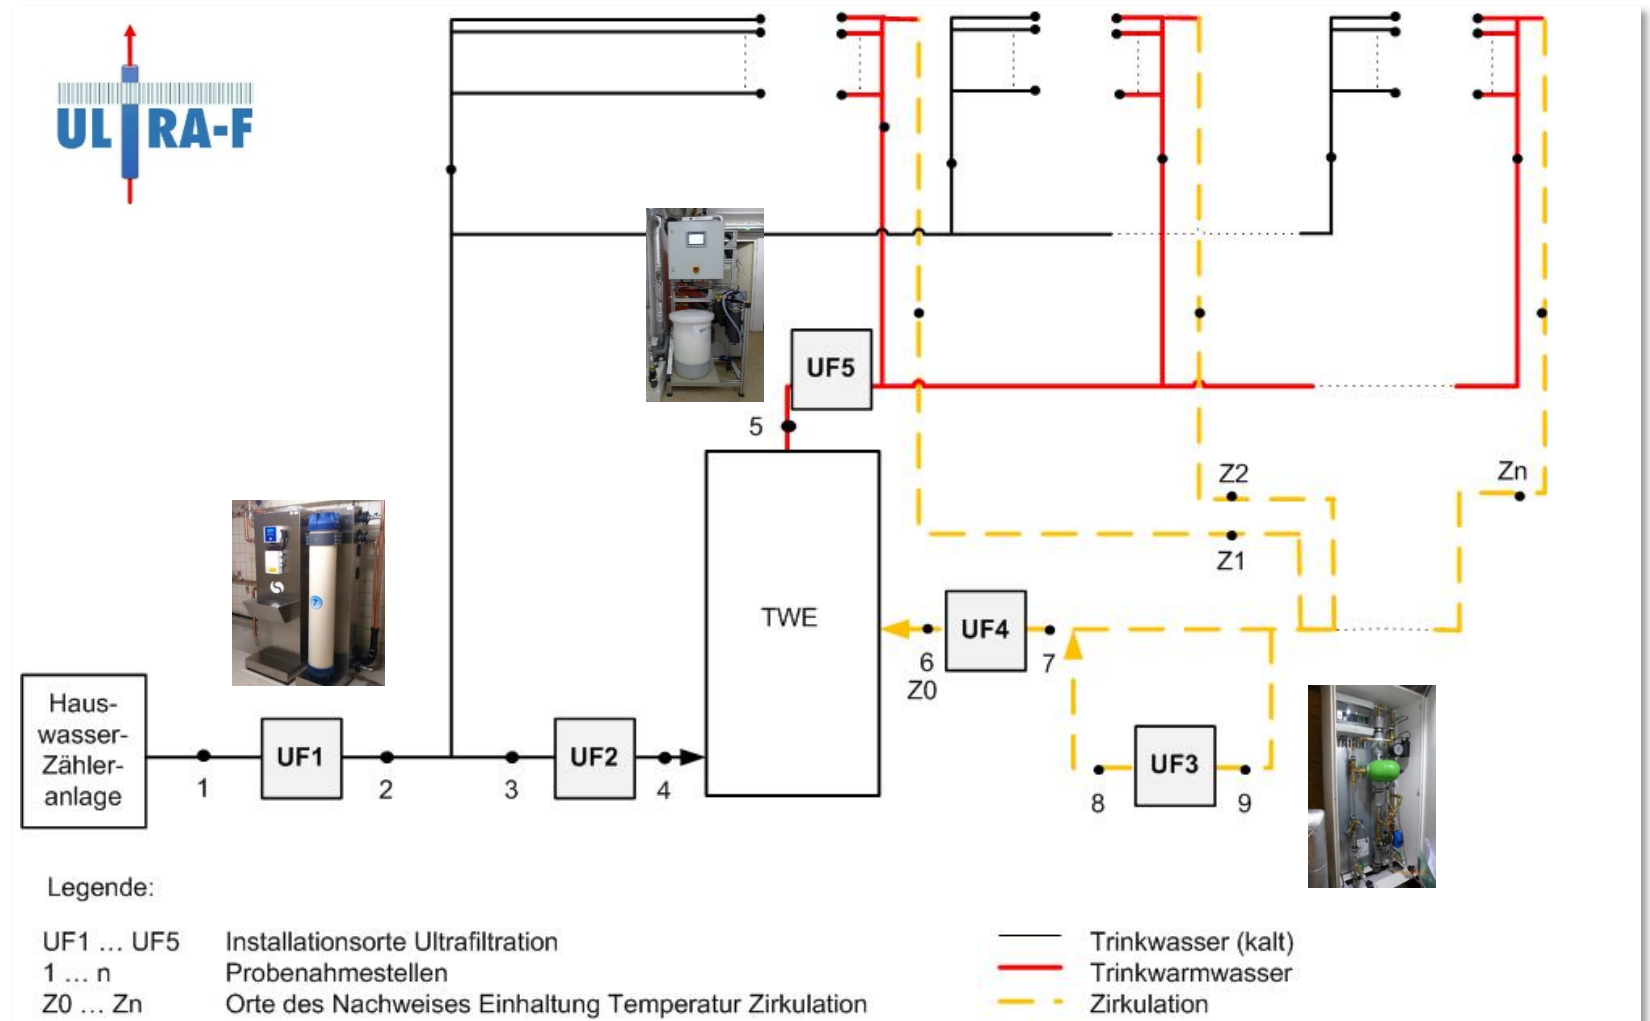 ULTRA-F
UF5
5
Z2
Zn
Z1
TWE
UF4
6
7
Z0
Haus-
wasser-
Zähler-
anlage
UF1
UF2
UF3
1
2
3
4
8
9
Legende:
UF1 ... UF5 Installationsorte Ultrafiltration
1 ... n Probenahmestellen
Z0 ... Zn Orte des Nachweises Einhaltung Temperatur Zirkulation
Trinkwasser (kalt)
Trinkwarmwasser
Zirkulation